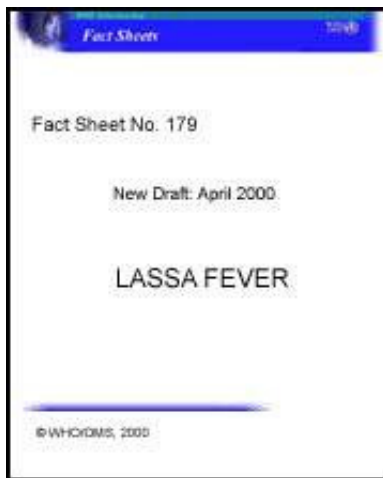 Fact Sheets
Fact Sheet No. 179
New Draft: April 2000
LASSA FEVER
© WHO/OMS, 2000